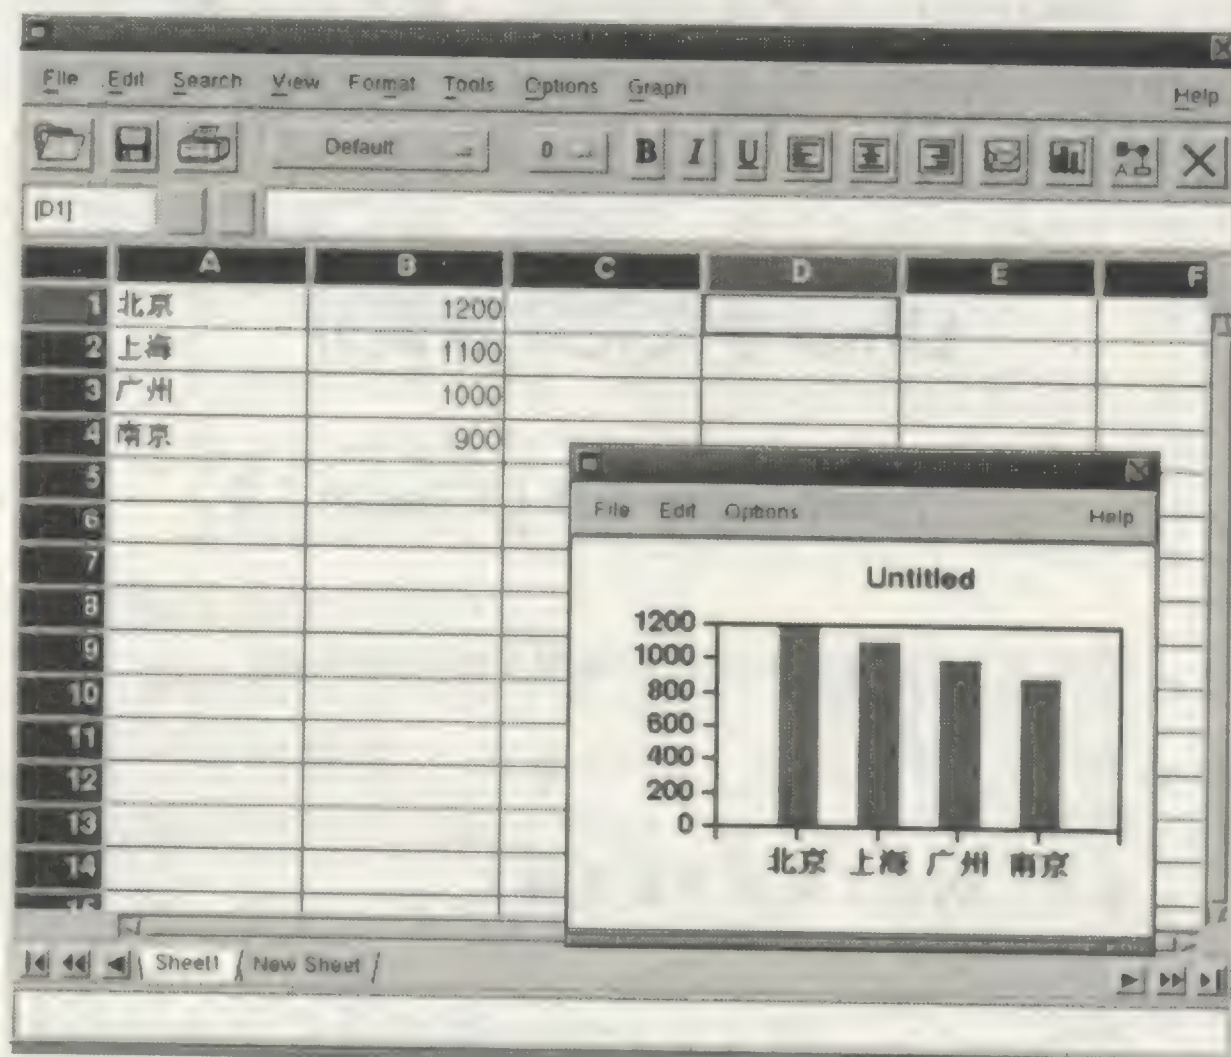 File Edit Search View Format Tools Options Graph Help
Default 0 B I U
[D1]
A B C D E F
1 北京 1200
2 上海 1100
3 广州 1000
4 南京 900
5
6
7
8
9
10
11
12
13
14
15
File Edit Options Help
Untitled
1200
1000
800
600
400
200
0
北京 上海 广州 南京
Sheet1 New Sheet